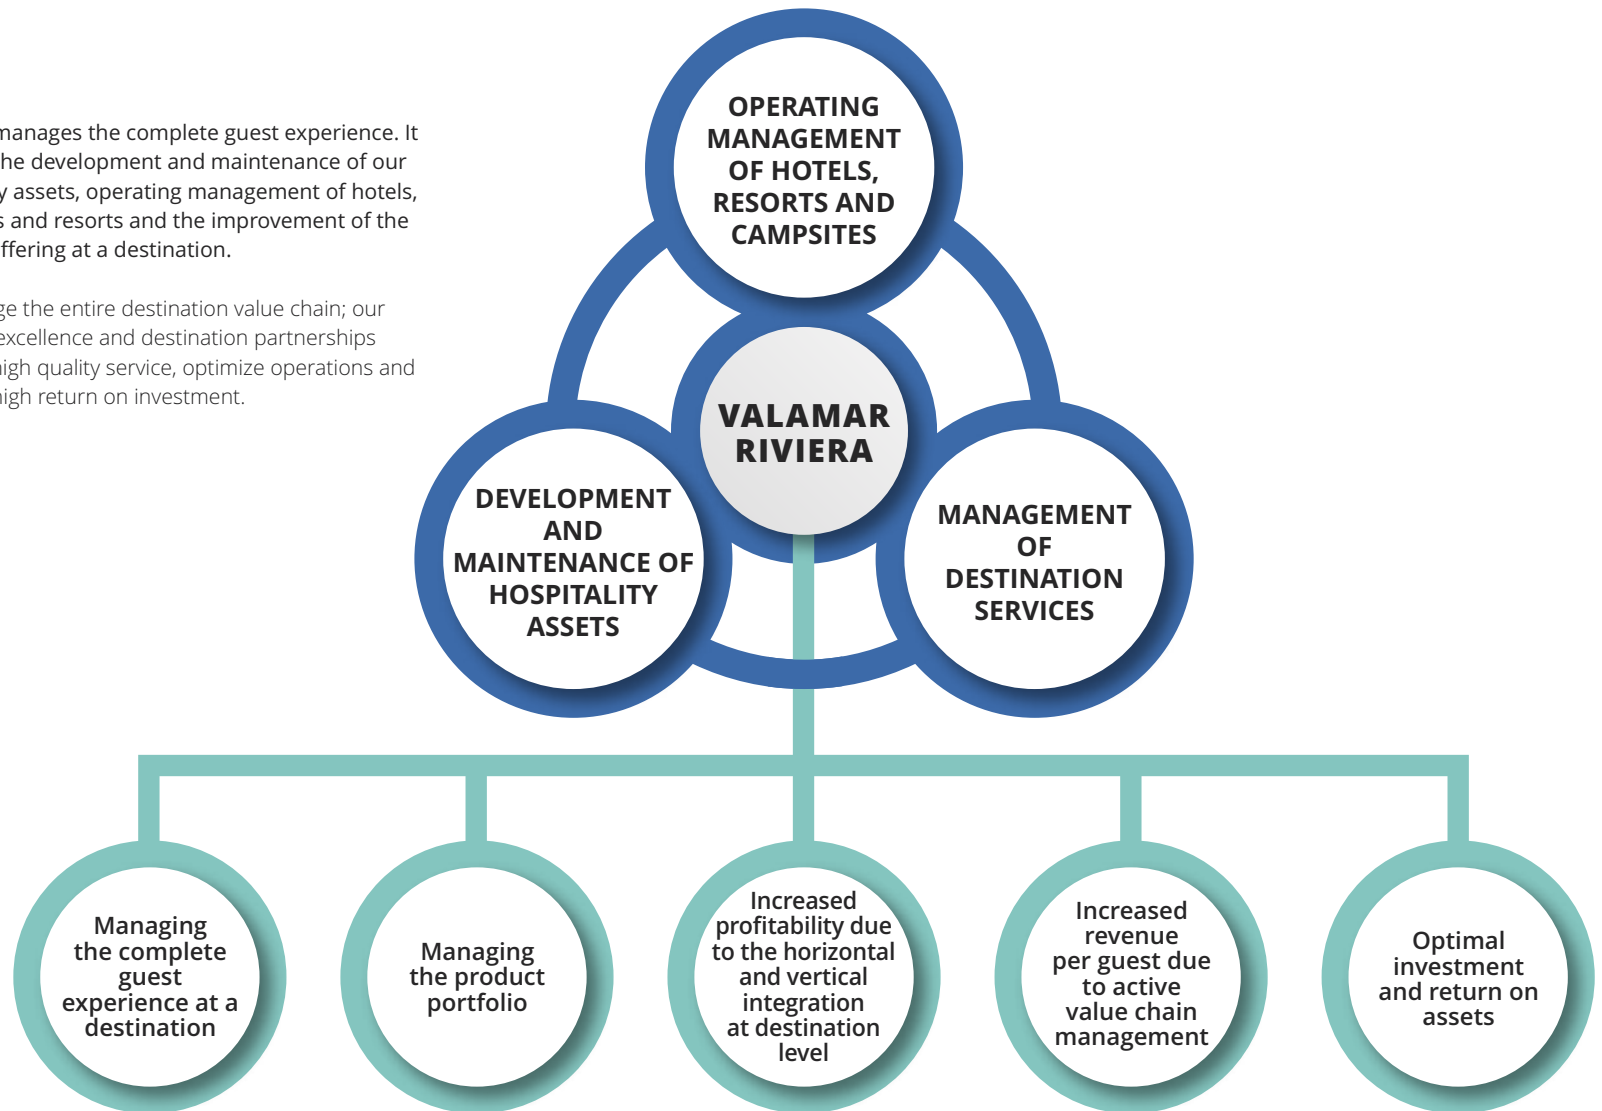 manages the complete guest experience. It
the development and maintenance of our
assets, operating management of hotels,
and resorts and the improvement of the
at a destination.
the entire destination value chain; our
excellence and destination partnerships
high quality service, optimize operations and
high return on investment.
OPERATING
MANAGEMENT
OF HOTELS,
RESORTS AND
CAMPSITES
VALAMAR
RIVIERA
DEVELOPMENT
AND
MAINTENANCE OF
HOSPITALITY
ASSETS
MANAGEMENT
OF
DESTINATION
SERVICES
Managing
the complete
guest
experience at a
destination
Managing
the product
portfolio
Increased
profitability due
to the horizontal
and vertical
integration
at destination
level
Increased
revenue
per guest due
to active
value chain
management
Optimal
investment
and return on
assets